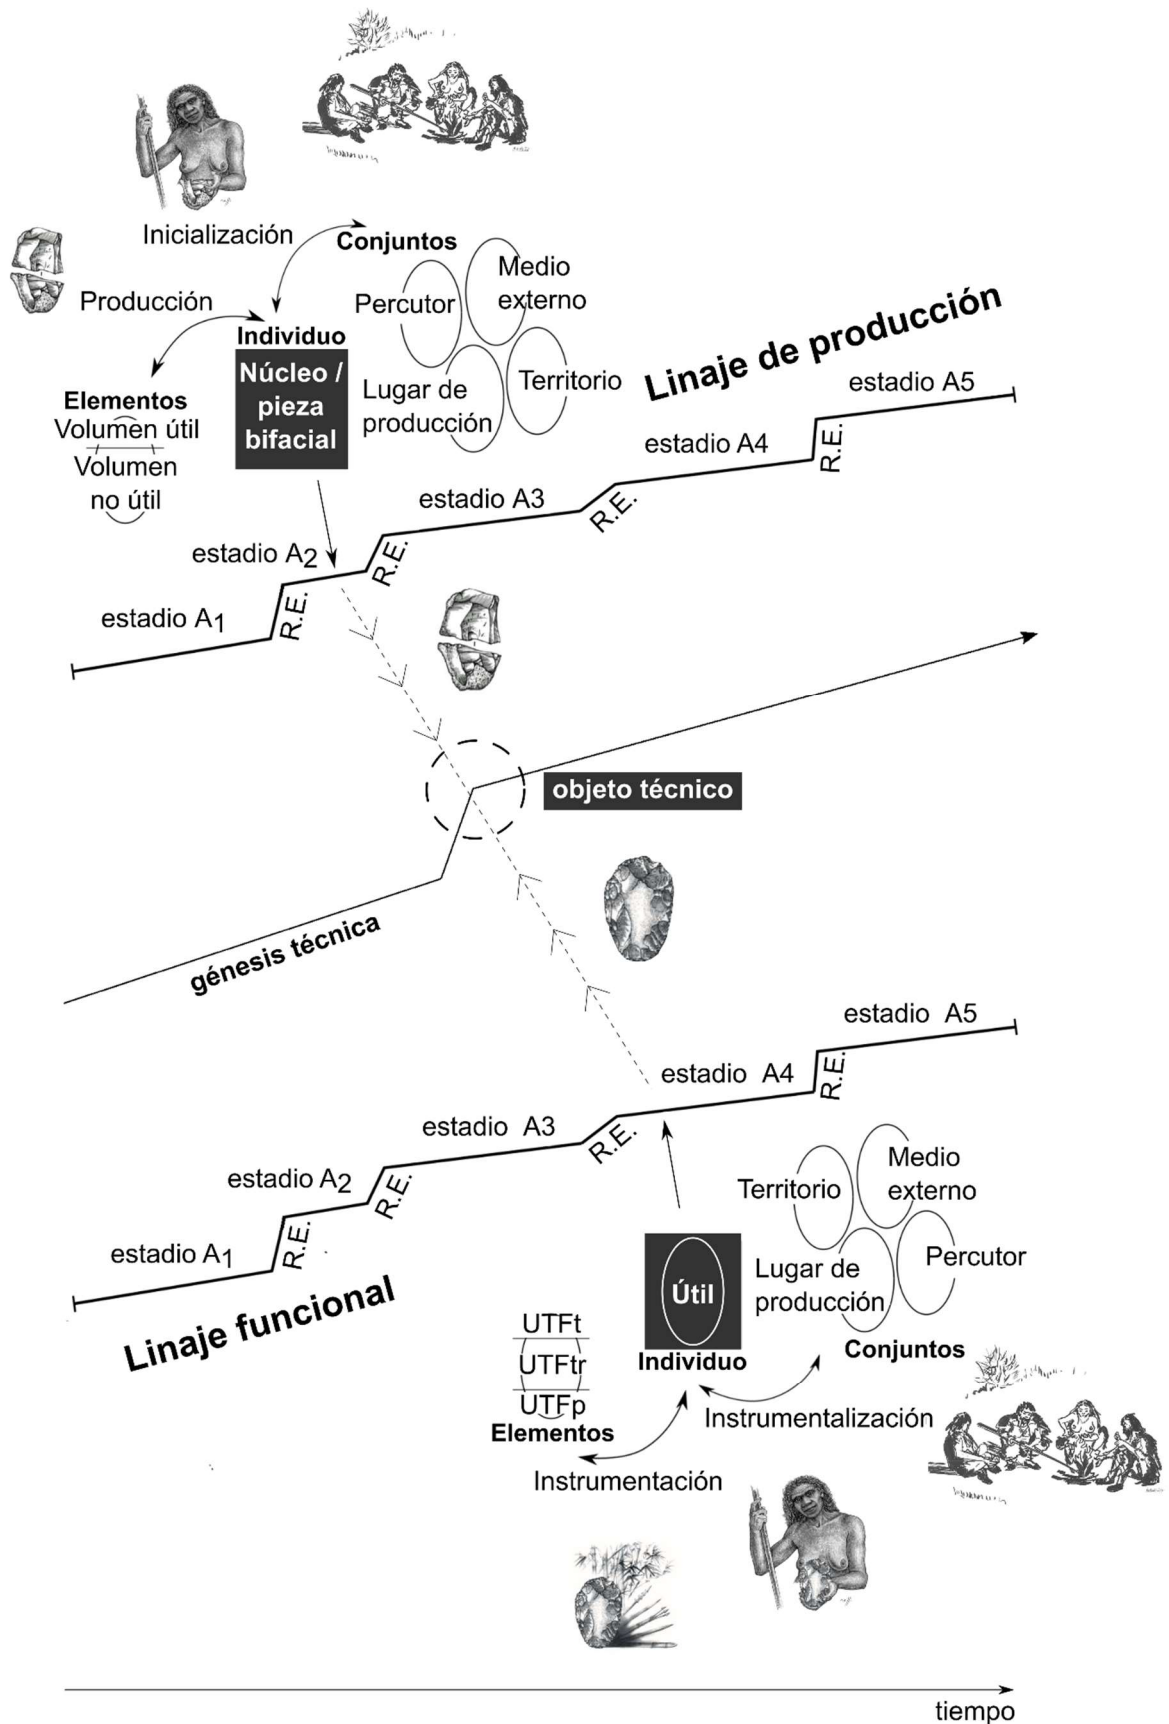 Inicialización
Conjuntos
Medio
externo
Percutor
Producción
Individuo
Núcleo /
pieza
bifacial
Territorio
Lugar de
producción
Elementos
Volumen útil
Volumen
no útil
Linaje de producción
estadio A1
R.E.
estadio A2
R.E.
estadio A3
R.E.
estadio A4
R.E.
estadio A5
objeto técnico
génesis técnica
estadio A1
R.E.
estadio A2
R.E.
estadio A3
R.E.
estadio A4
R.E.
estadio A5
Linaje funcional
Medio
externo
Territorio
Percutor
Lugar de
producción
Conjuntos
Útil
Individuo
Instrumentalización
UTFt
UTFtr
UTFp
Elementos
Instrumentación
tiempo